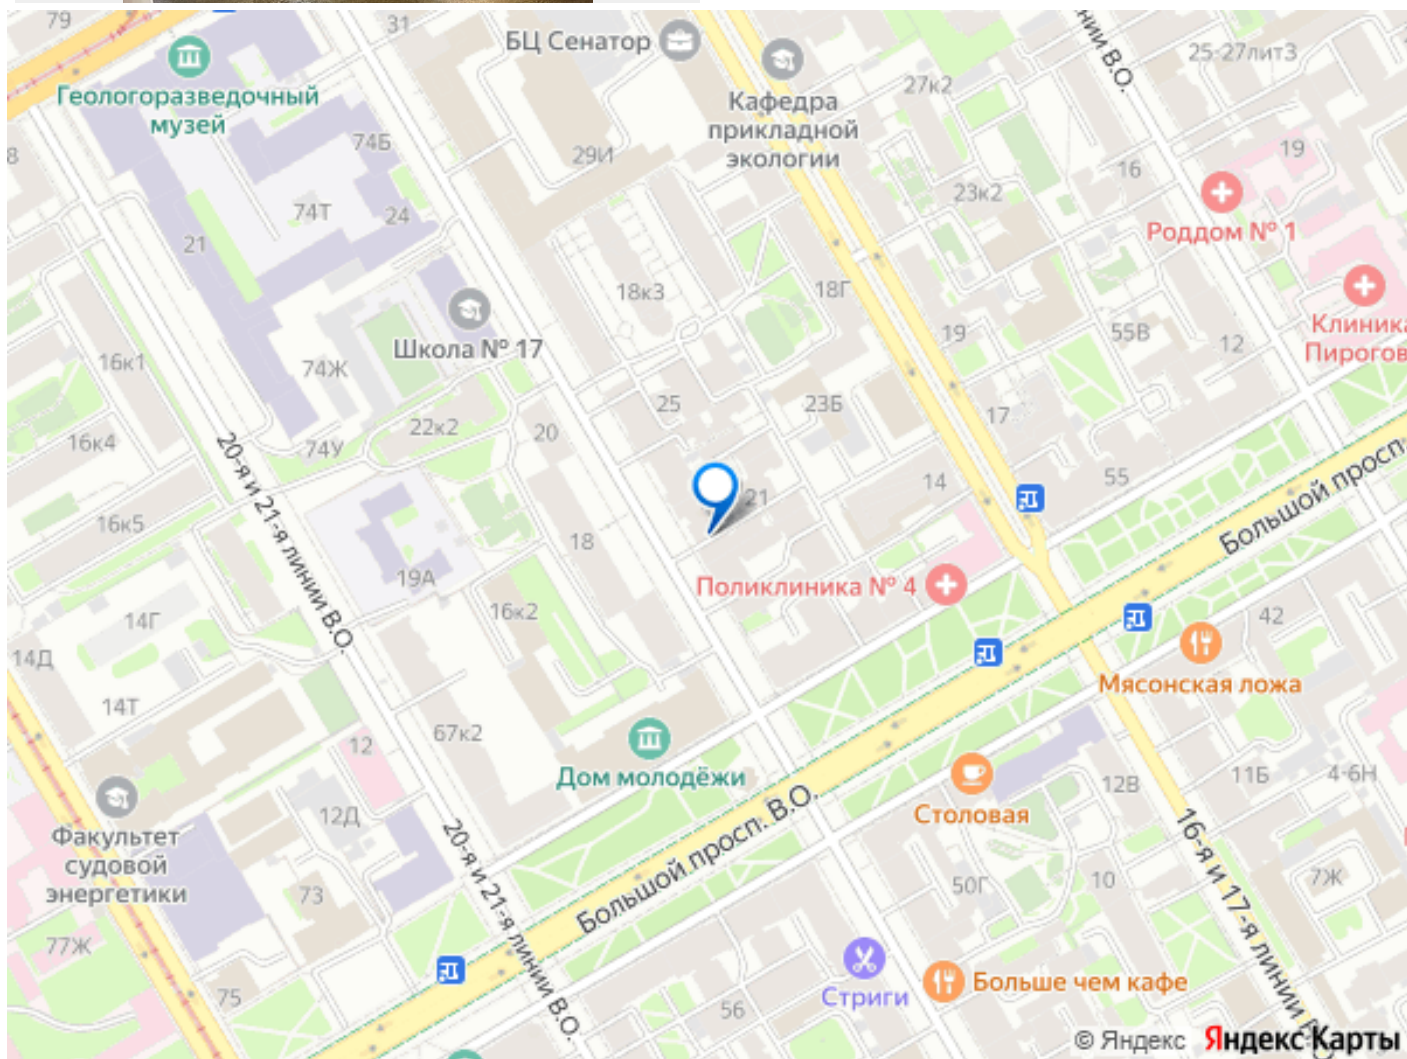 79
31
БЦ Сенатор
нии В.О.
25-27лит3
Геологоразведочный
музей
Кафедра
прикладной
экологии
27к2
8
74Б
29И
16
19
74Т
24
23к2
Роддом № 1
21
18к3
18Г
Клиника
Пирогов
Школа № 17
19
55В
12
16к1
74Ж
25
23Б
17
22к2
20
16к4
74У
14
55
20-я и 21-я линии В.О.
21
Большой просп.
16к5
18
19А
Поликлиника № 4
14Г
16к2
42
14Д
Мясонская ложа
14Т
67к2
12
Дом молодёжи
11Б
4-6Н
12В
Столовая
12Д
Большой просп. В.О.
16-я и 17-я линии
Факультет
судовой
энергетики
20-я и 21-я линии В.О.
73
50Г
10
7Ж
77Ж
Стриги
Больше чем кафе
75
56
© Яндекс Яндекс Карты